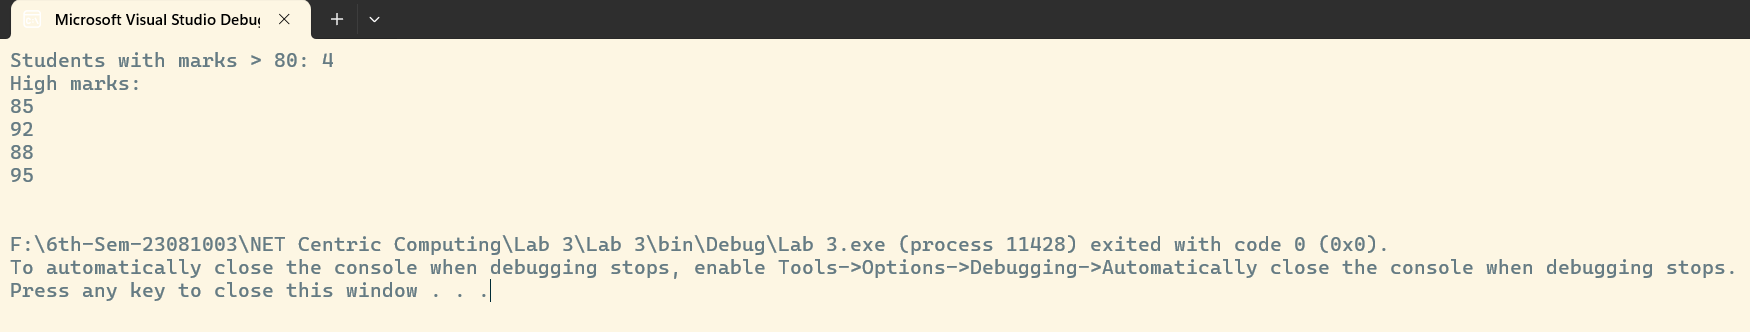 Microsoft Visual Studio Debug
Students with marks > 80: 4
High marks:
85
92
88
95
F:\6th-Sem-23081003\NET Centric Computing\Lab 3\Lab 3\bin\Debug\Lab 3.exe (process 11428) exited with code 0 (0x0).
To automatically close the console when debugging stops, enable Tools->Options->Debugging->Automatically close the console when debugging stops.
Press any key to close this window . . .